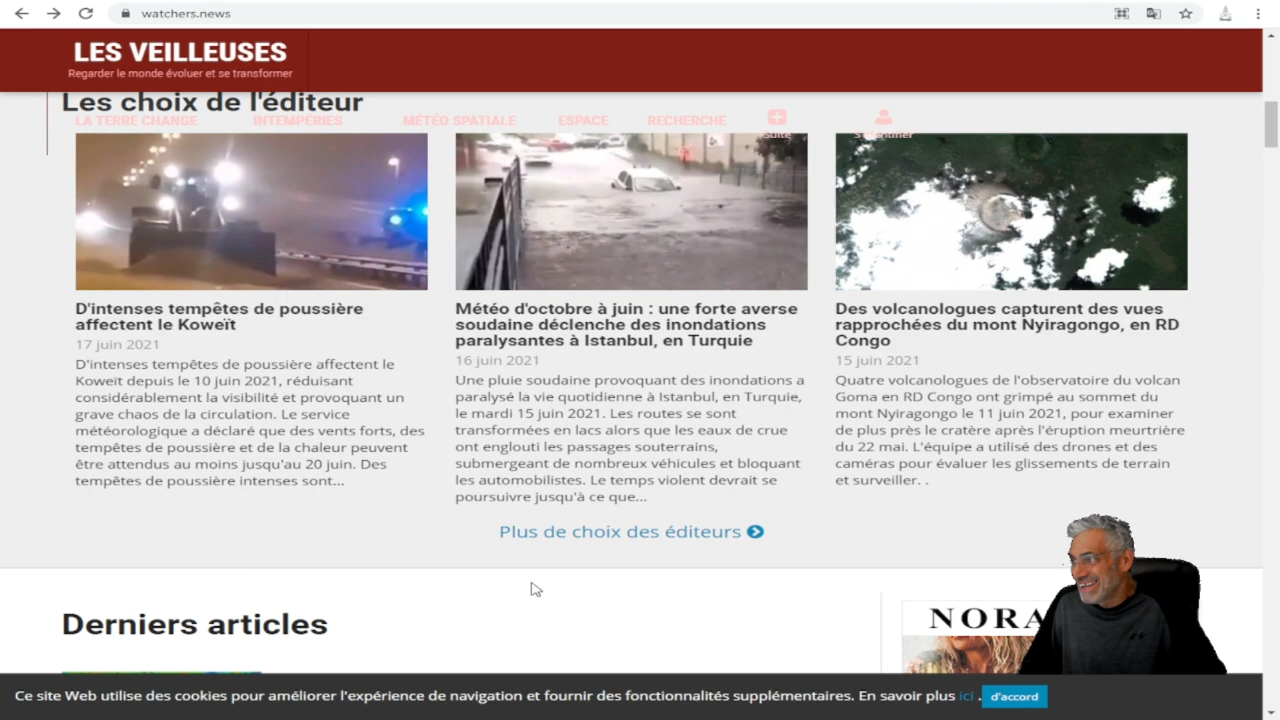 watchers.news
LES VEILLEUSES
Regarder le monde évoluer et se transformer
Les choix de l'éditeur
LA TERRE CHANGE
INTEMPÉRIES
MÉTÉO SPATIALE
ESPACE
RECHERCHE
Suite
S'identifier
D'intenses tempêtes de poussière
affectent le Koweït
17 juin 2021
D'intenses tempêtes de poussière affectent le
Koweït depuis le 10 juin 2021, réduisant
considérablement la visibilité et provoquant un
grave chaos de la circulation. Le service
météorologique a déclaré que des vents forts, des
tempêtes de poussière et de la chaleur peuvent
être attendus au moins jusqu'au 20 juin. Des
tempêtes de poussière intenses sont...
Météo d'octobre à juin : une forte averse
soudaine déclenche des inondations
paralysantes à Istanbul, en Turquie
16 juin 2021
Une pluie soudaine provoquant des inondations a
paralysé la vie quotidienne à Istanbul, en Turquie,
le mardi 15 juin 2021. Les routes se sont
transformées en lacs alors que les eaux de crue
ont englouti les passages souterrains,
submergeant de nombreux véhicules et bloquant
les automobilistes. Le temps violent devrait se
poursuivre jusqu'à ce que...
Des volcanologues capturent des vues
rapprochées du mont Nyiragongo, en RD
Congo
15 juin 2021
Quatre volcanologues de l'observatoire du volcan
Goma en RD Congo ont grimpé au sommet du
mont Nyiragongo le 11 juin 2021, pour examiner
de plus près le cratère après l'éruption meurtrière
du 22 mai. L'équipe a utilisé des drones et des
caméras pour évaluer les glissements de terrain
et surveiller. .
Plus de choix des éditeurs
Derniers articles
NORA
Ce site Web utilise des cookies pour améliorer l'expérience de navigation et fournir des fonctionnalités supplémentaires. En savoir plus ici .
d'accord